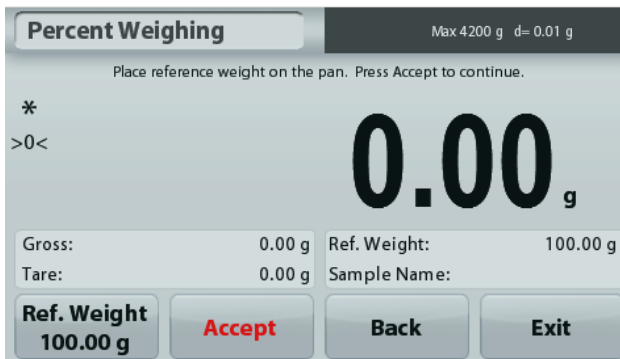 Percent Weighing
Max 4200 g d= 0.01 g
Place reference weight on the pan. Press Accept to continue.
*
>0<
0.00 g
Gross: 0.00 g Ref. Weight: 100.00 g
Tare: 0.00 g Sample Name:
Ref. Weight
100.00 g
Accept
Back
Exit